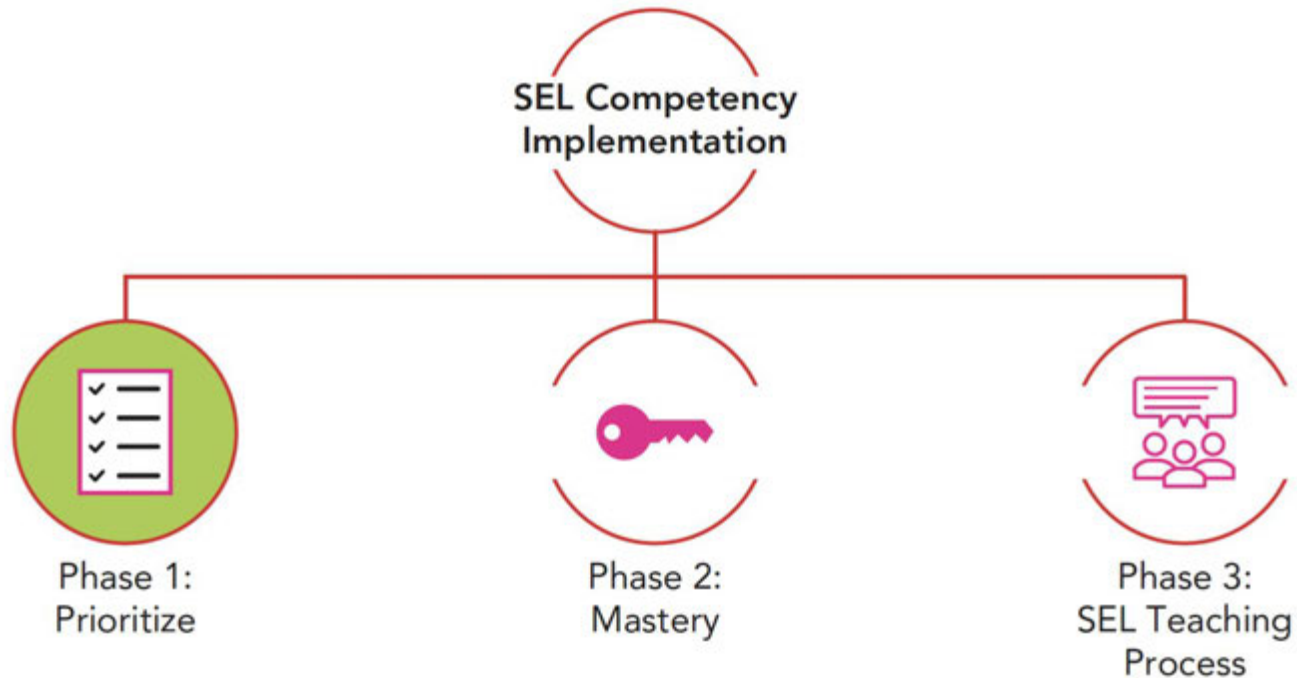 SEL Competency
Implementation
Phase 1:
Prioritize
Phase 2:
Mastery
Phase 3:
SEL Teaching
Process